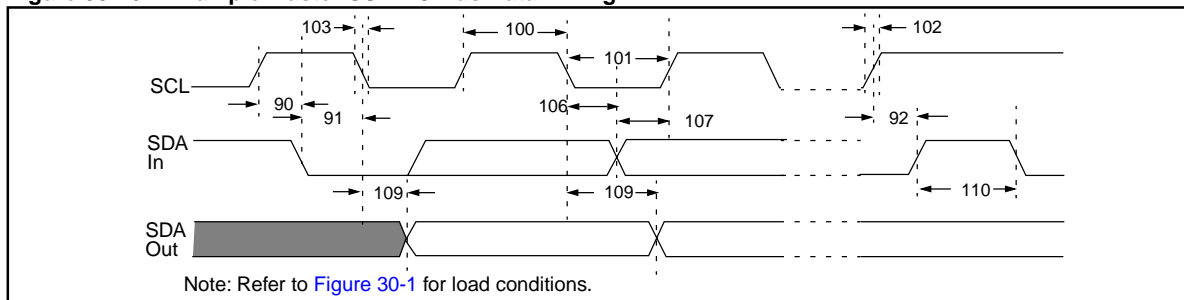 103
100
102
101
SCL
90
106
91
107
92
SDA
In
109
109
110
SDA
Out
Note: Refer to Figure 30-1 for load conditions.